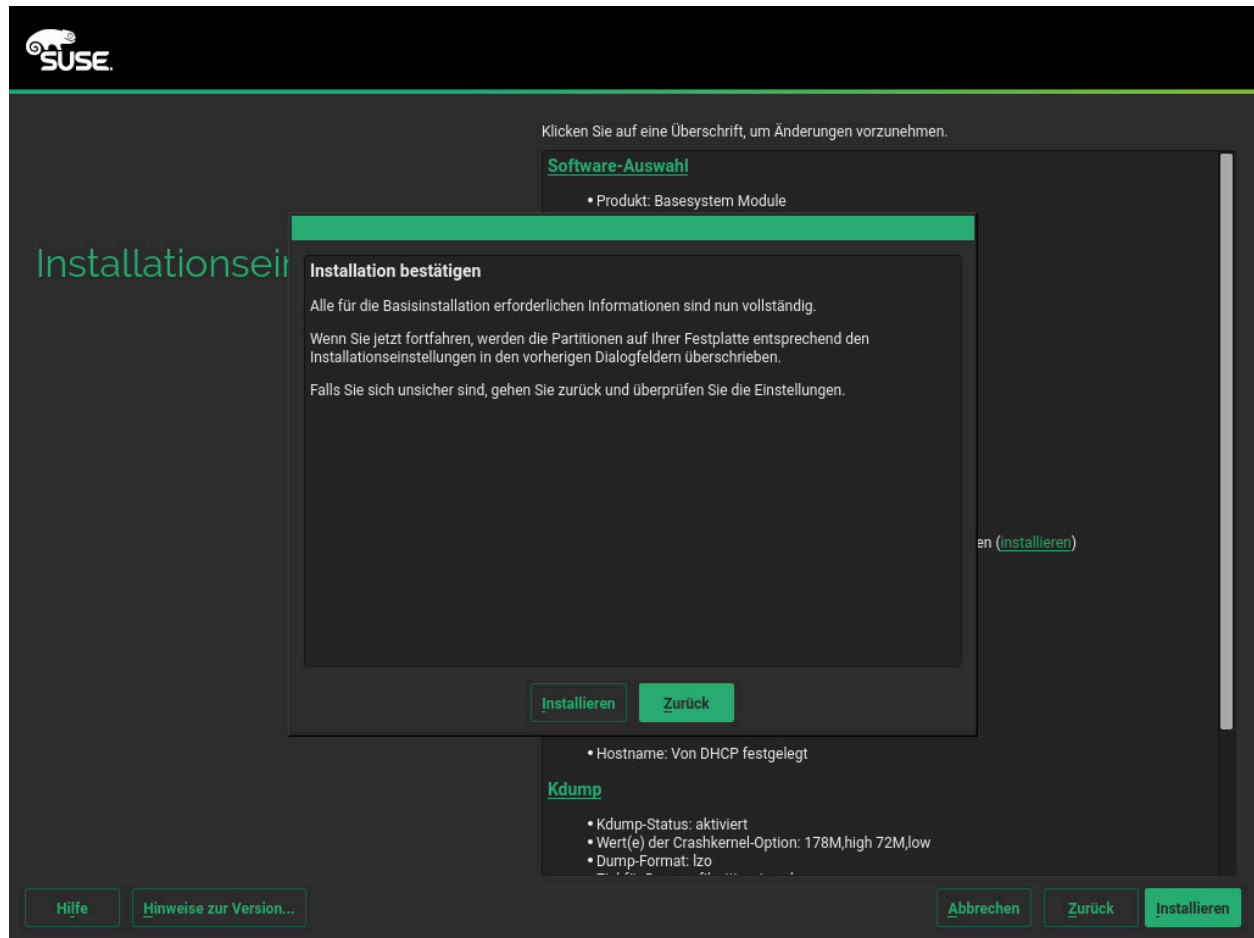 SUSE.
Klicken Sie auf eine Überschrift, um Änderungen vorzunehmen.
Software-Auswahl
• Produkt: Basesystem Module
Installationsei
Installation bestätigen
Alle für die Basisinstallation erforderlichen Informationen sind nun vollständig.
Wenn Sie jetzt fortfahren, werden die Partitionen auf Ihrer Festplatte entsprechend den
Installationseinstellungen in den vorherigen Dialogfeldern überschrieben.
Falls Sie sich unsicher sind, gehen Sie zurück und überprüfen Sie die Einstellungen.
en (installieren)
Installieren
Zurück
• Hostname: Von DHCP festgelegt
Kdump
• Kdump-Status: aktiviert
• Wert(e) der Crashkernel-Option: 178M,high 72M,low
• Dump-Format: lzo
Hilfe
Hinweise zur Version...
Abbrechen
Zurück
Installieren